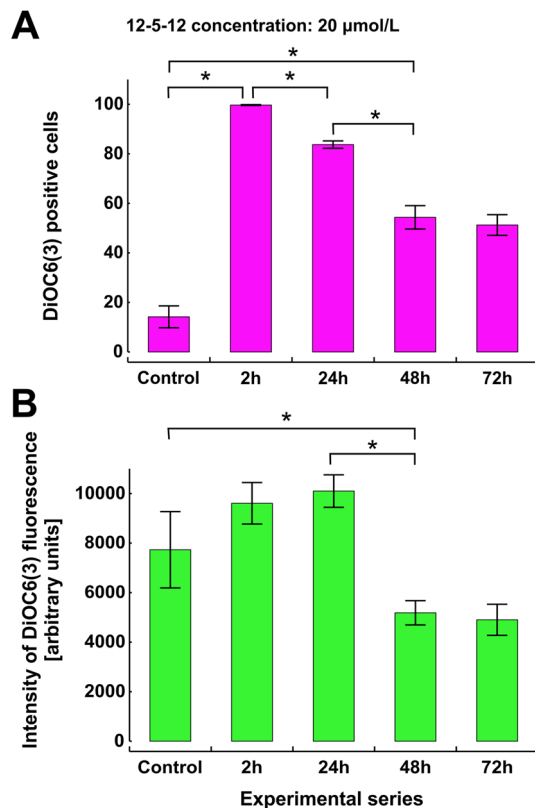 A
12-5-12 concentration: 20 µmol/L
*
* *
*
DiOC6(3) positive cells
100
80
60
40
20
0
Control 2h 24h 48h 72h
B
*
*
Intensity of DiOC6(3) fluorescence
[arbitrary units]
10000
8000
6000
4000
2000
0
Control 2h 24h 48h 72h
Experimental series